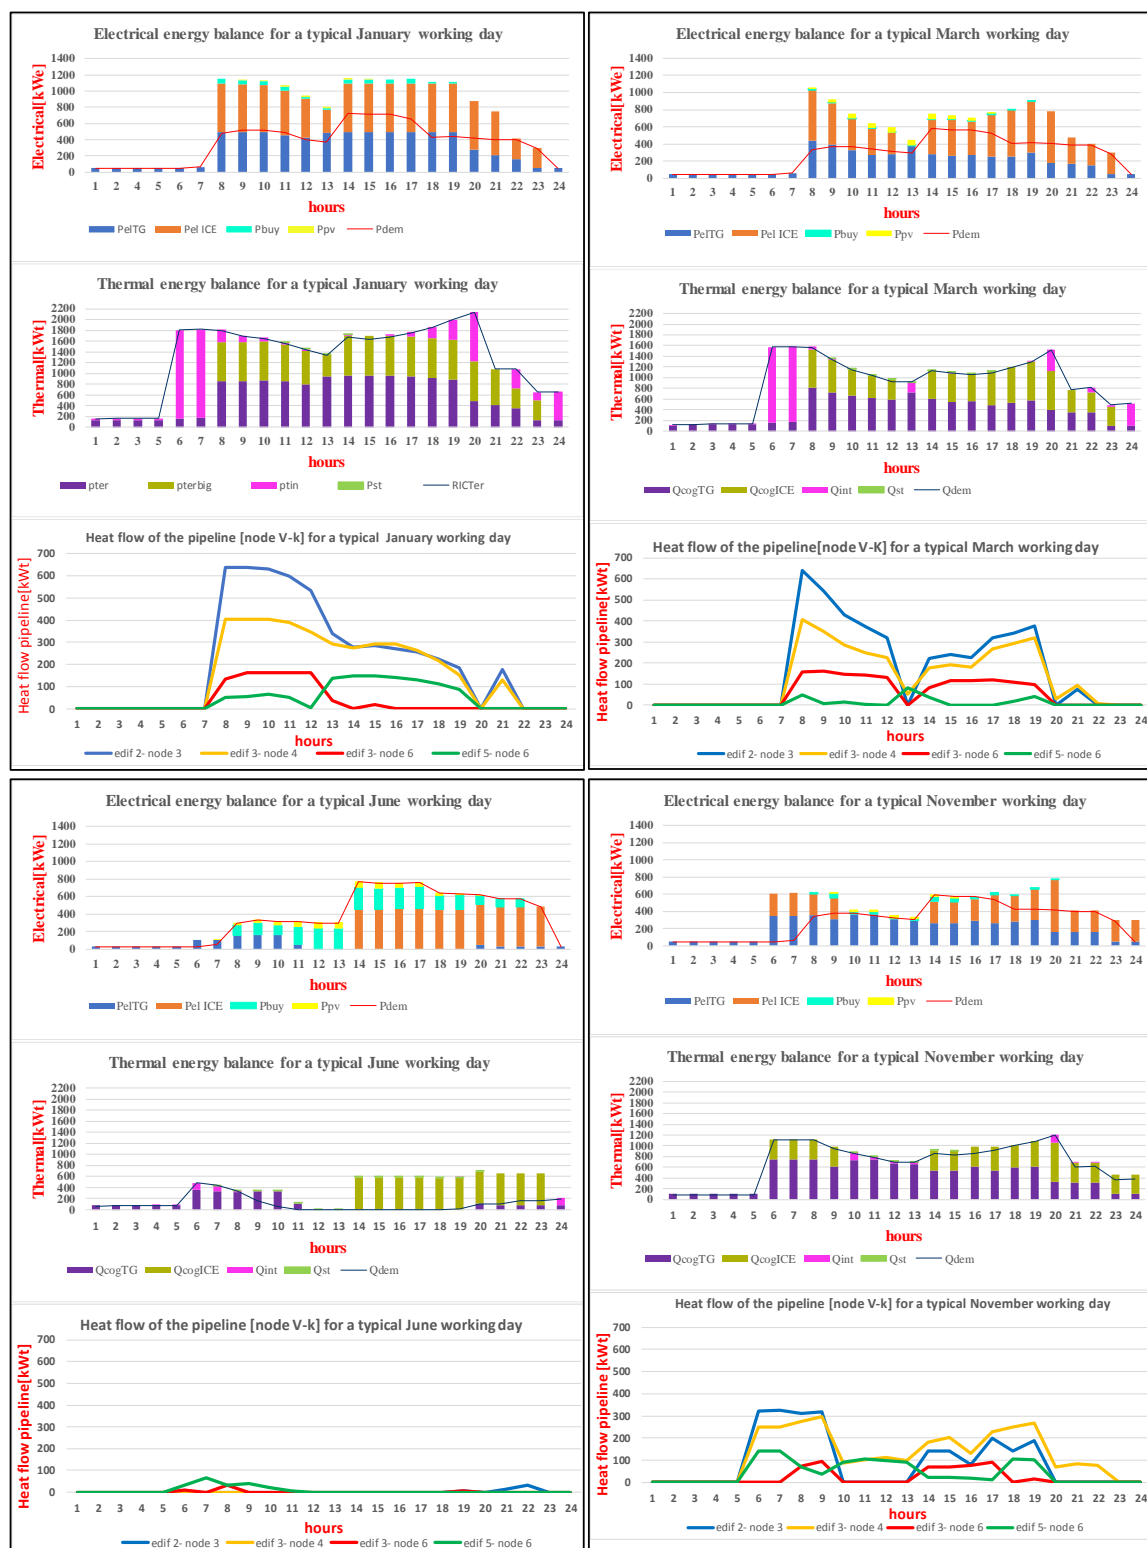 Electrical energy balance for a typical January working day
Electrical[kWe]
1400
1200
1000
800
600
400
200
0
1 2 3 4 5 6 7 8 9 10 11 12 13 14 15 16 17 18 19 20 21 22 23 24
hours
PelTG Pel ICE Pbuy Ppv Pdem
Thermal energy balance for a typical January working day
Thermal[kWt]
2200
2000
1800
1600
1400
1200
1000
800
600
400
200
0
1 2 3 4 5 6 7 8 9 10 11 12 13 14 15 16 17 18 19 20 21 22 23 24
hours
pter pterbig ptin Pst RICTer
Heat flow of the pipeline [node V-k] for a typical January working day
Heat flow pipeline[kWt]
700
600
500
400
300
200
100
0
1 2 3 4 5 6 7 8 9 10 11 12 13 14 15 16 17 18 19 20 21 22 23 24
hours
edif 2- node 3 edif 3- node 4 edif 3- node 6 edif 5- node 6
Electrical energy balance for a typical March working day
Electrical[kWe]
1400
1200
1000
800
600
400
200
0
1 2 3 4 5 6 7 8 9 10 11 12 13 14 15 16 17 18 19 20 21 22 23 24
hours
PelTG Pel ICE Pbuy Ppv Pdem
Thermal energy balance for a typical March working day
Thermal[kWt]
2200
2000
1800
1600
1400
1200
1000
800
600
400
200
0
1 2 3 4 5 6 7 8 9 10 11 12 13 14 15 16 17 18 19 20 21 22 23 24
hours
QcogTG QcogICE Qint Qst Qdem
Heat flow of the pipeline[node V-K] for a typical March working day
Heat flow pipeline[kWt]
700
600
500
400
300
200
100
0
1 2 3 4 5 6 7 8 9 10 11 12 13 14 15 16 17 18 19 20 21 22 23 24
hours
edif 2- node 3 edif 3- node 4 edif 3- node 6 edif 5- node 6
Electrical energy balance for a typical June working day
Electrical[kWe]
1400
1200
1000
800
600
400
200
0
1 2 3 4 5 6 7 8 9 10 11 12 13 14 15 16 17 18 19 20 21 22 23 24
hours
PelTG Pel ICE Pbuy Ppv Pdem
Thermal energy balance for a typical June working day
Thermal[kWt]
2200
2000
1800
1600
1400
1200
1000
800
600
400
200
0
1 2 3 4 5 6 7 8 9 10 11 12 13 14 15 16 17 18 19 20 21 22 23 24
hours
QcogTG QcogICE Qint Qst Qdem
Heat flow of the pipeline [node V-k] for a typical June working day
Heat flow pipeline[kWt]
700
600
500
400
300
200
100
0
1 2 3 4 5 6 7 8 9 10 11 12 13 14 15 16 17 18 19 20 21 22 23 24
hours
edif 2- node 3 edif 3- node 4 edif 3- node 6 edif 5- node 6
Electrical energy balance for a typical November working day
Electrical[kWe]
1400
1200
1000
800
600
400
200
0
1 2 3 4 5 6 7 8 9 10 11 12 13 14 15 16 17 18 19 20 21 22 23 24
hours
PelTG Pel ICE Pbuy Ppv Pdem
Thermal energy balance for a typical November working day
Thermal[kWt]
2200
2000
1800
1600
1400
1200
1000
800
600
400
200
0
1 2 3 4 5 6 7 8 9 10 11 12 13 14 15 16 17 18 19 20 21 22 23 24
hours
QcogTG QcogICE Qint Qst Qdem
Heat flow of the pipeline [node V-k] for a typical November working day
Heat flow pipeline [kWt]
700
600
500
400
300
200
100
0
1 2 3 4 5 6 7 8 9 10 11 12 13 14 15 16 17 18 19 20 21 22 23 24
hours
edif 2- node 3 edif 3- node 4 edif 3- node 6 edif 5- node 6